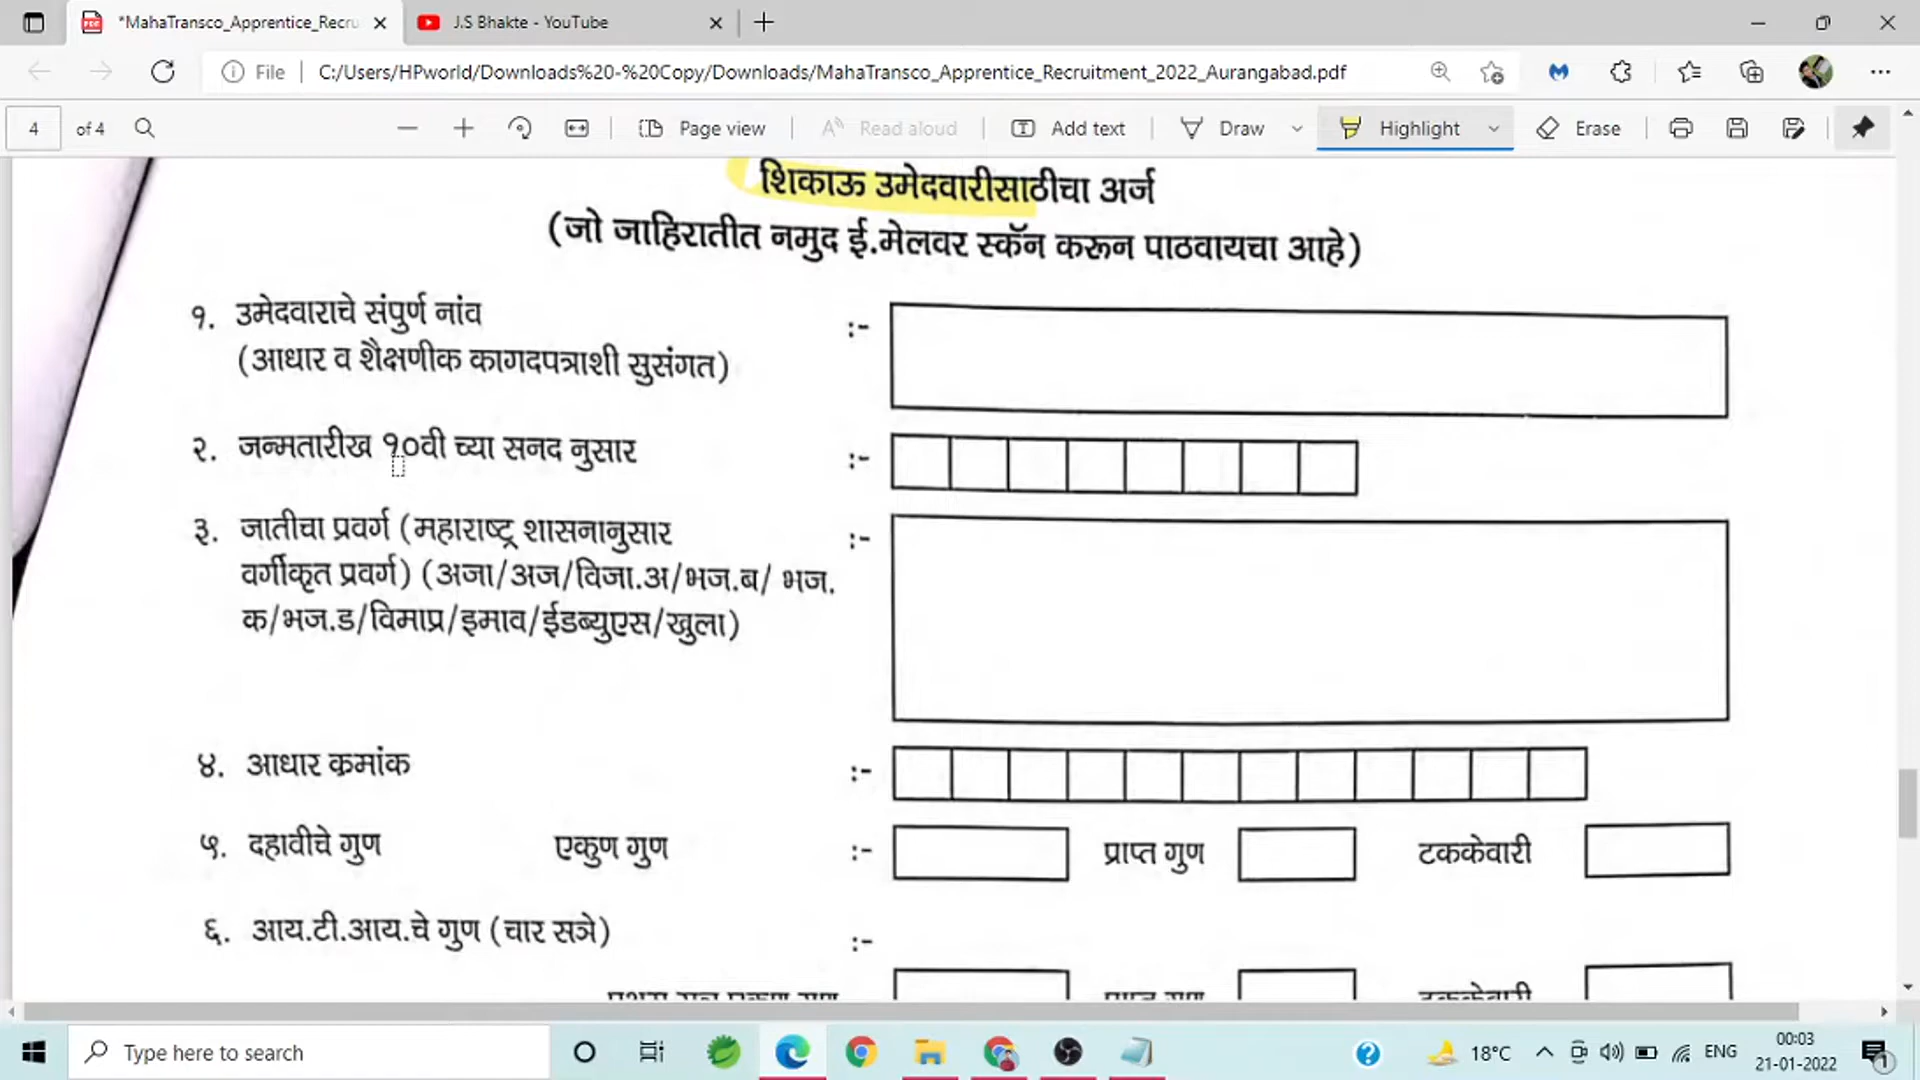 *MahaTransco_Apprentice_Recru
J.S Bhakte - YouTube
File
C:/Users/HPworld/Downloads%20-%20Copy/Downloads/MahaTransco_Apprentice_Recruitment_2022_Aurangabad.pdf
4 of 4
Page view
Read aloud
Add text
Draw
Highlight
Erase
शिकाऊ उमेदवारीसाठीचा अर्ज
(जो जाहिरातीत नमुद ई.मेलवर स्कॅन करून पाठवायचा आहे)
१. उमेदवाराचे संपुर्ण नांव :-
(आधार व शैक्षणीक कागदपत्राशी सुसंगत)
२. जन्मतारीख १०वी च्या सनद नुसार :-
३. जातीचा प्रवर्ग (महाराष्ट्र शासनानुसार :-
वर्गीकृत प्रवर्ग) (अजा/अज/विजा.अ/भज.ब/ भज.
क/भज.ड/विमाप्र/इमाव/ईडब्युएस/खुला)
४. आधार क्रमांक :-
५. दहावीचे गुण एकुण गुण :- प्राप्त गुण टककेवारी
६. आय.टी.आय.चे गुण (चार सत्रे) :-
Type here to search
18°C
ENG
00:03
21-01-2022
1